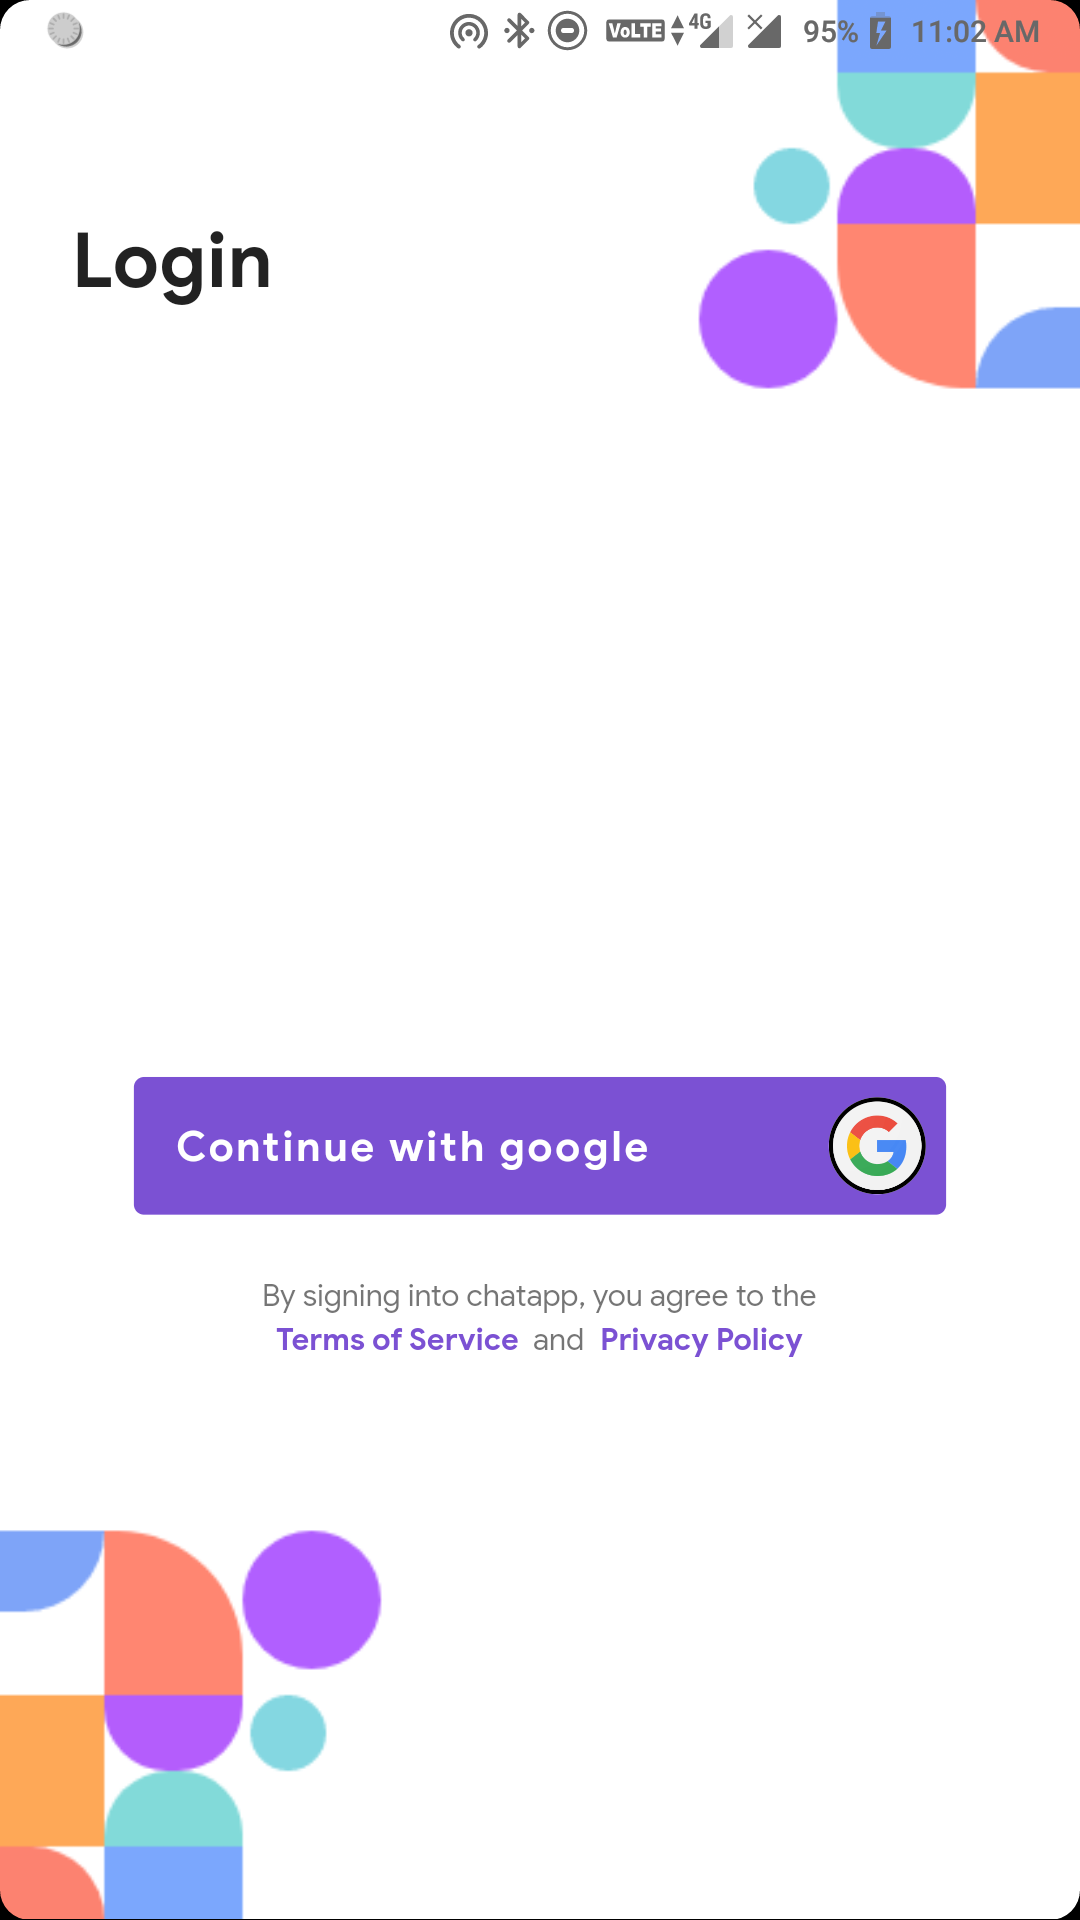 VoLTE 4G 95% 11:02 AM
Login
Continue with google
By signing into chatapp, you agree to the
Terms of Service and Privacy Policy